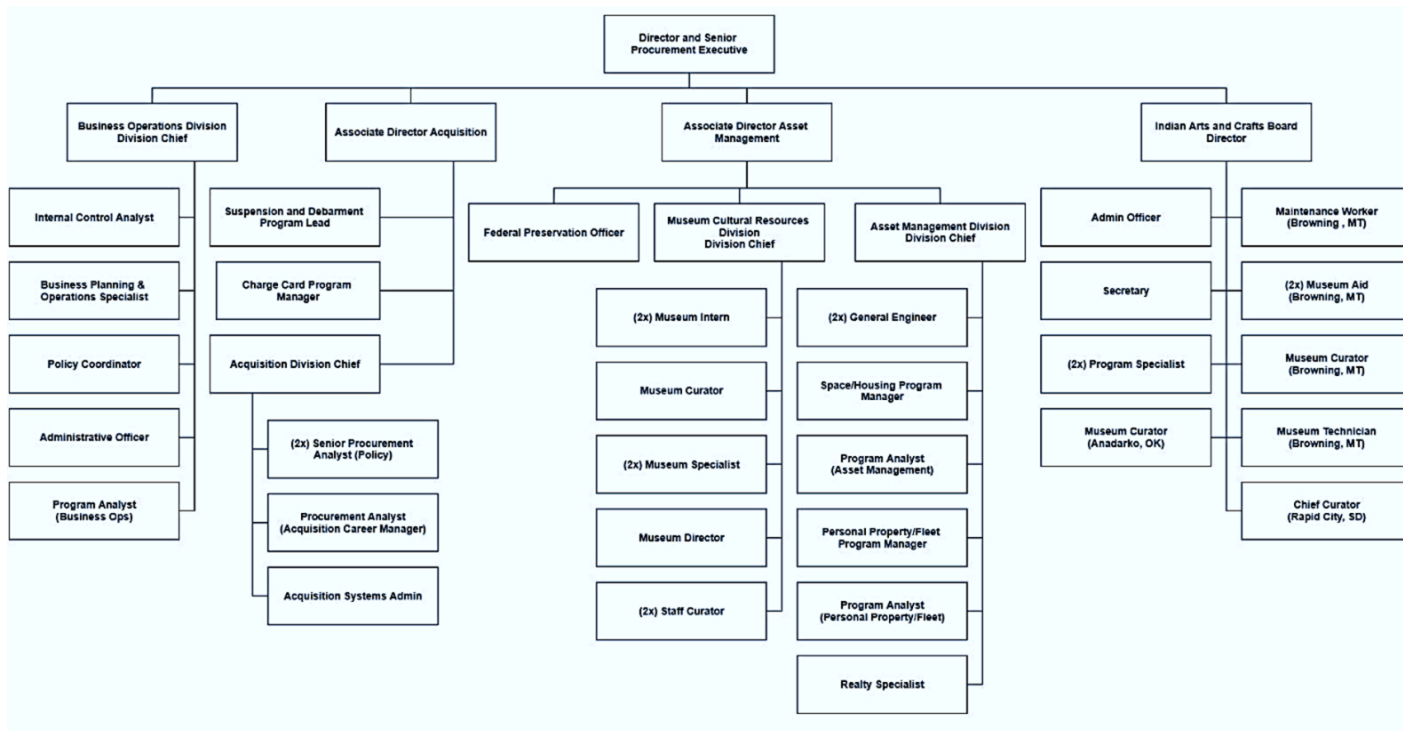 Director and Senior
Procurement Executive
Business Operations Division
Division Chief
Associate Director Acquisition
Associate Director Asset
Management
Indian Arts and Crafts Board
Director
Internal Control Analyst
Business Planning &
Operations Specialist
Policy Coordinator
Administrative Officer
Program Analyst
(Business Ops)
Suspension and Debarment
Program Lead
Charge Card Program
Manager
Acquisition Division Chief
(2x) Senior Procurement
Analyst (Policy)
Procurement Analyst
(Acquisition Career Manager)
Acquisition Systems Admin
Federal Preservation Officer
Museum Cultural Resources
Division
Division Chief
Asset Management Division
Division Chief
(2x) Museum Intern
Museum Curator
(2x) Museum Specialist
Museum Director
(2x) Staff Curator
(2x) General Engineer
Space/Housing Program
Manager
Program Analyst
(Asset Management)
Personal Property/Fleet
Program Manager
Program Analyst
(Personal Property/Fleet)
Realty Specialist
Admin Officer
Secretary
(2x) Program Specialist
Museum Curator
(Anadarko, OK)
Maintenance Worker
(Browning , MT)
(2x) Museum Aid
(Browning, MT)
Museum Curator
(Browning, MT)
Museum Technician
(Browning, MT)
Chief Curator
(Rapid City, SD)